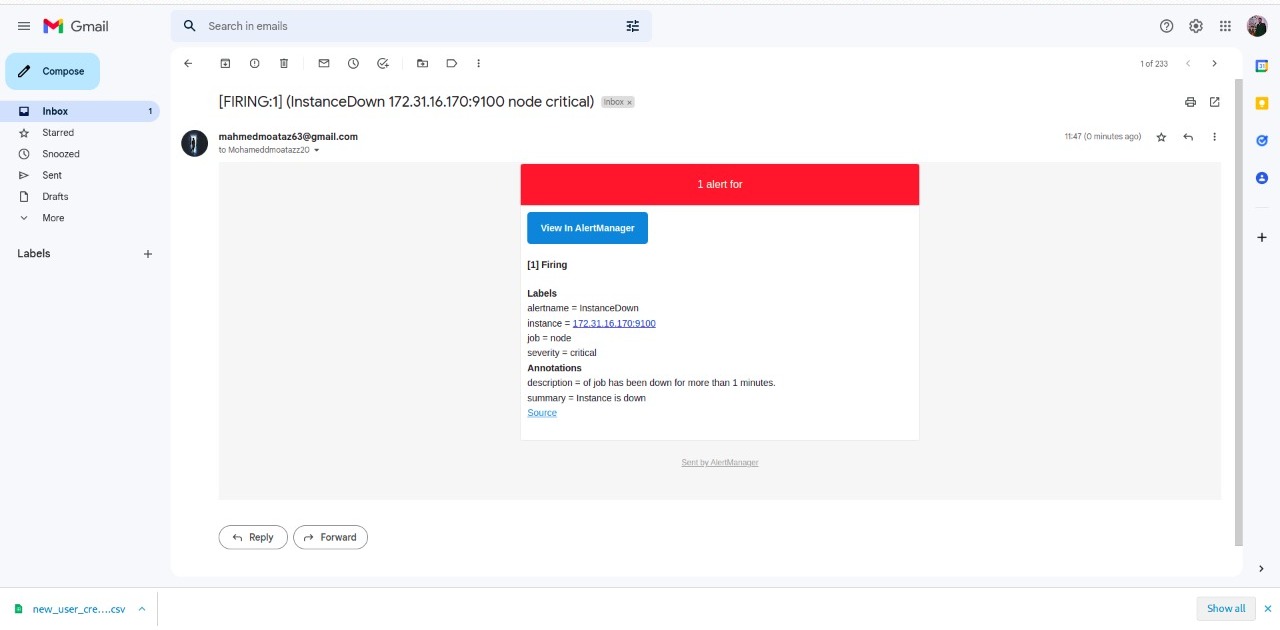 Gmail
Search in emails
Compose
Inbox 1
Starred
Snoozed
Sent
Drafts
More
Labels
1 of 233
[FIRING:1] (InstanceDown 172.31.16.170:9100 node critical) Inbox x
mahmedmoataz63@gmail.com
11:47 (0 minutes ago)
to Mohameddmoatazz20
1 alert for
View In AlertManager
[1] Firing
Labels
alertname = InstanceDown
instance = 172.31.16.170:9100
job = node
severity = critical
Annotations
description = of job has been down for more than 1 minutes.
summary = Instance is down
Source
Sent by AlertManager
Reply
Forward
new_user_cre....csv
Show all